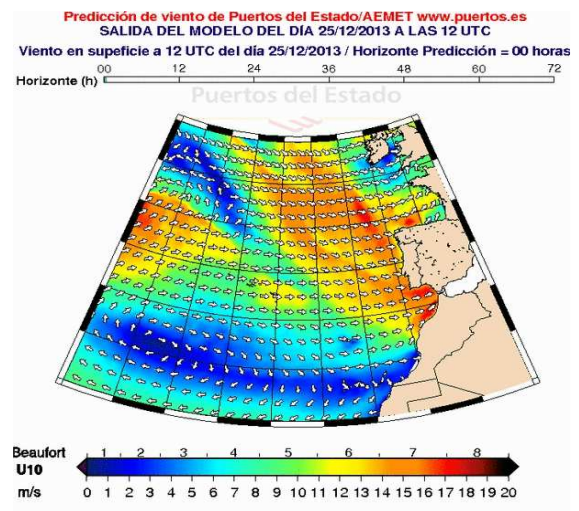 Predicción de viento de Puertos del Estado/AEMET www.puertos.es
SALIDA DEL MODELO DEL DÍA 25/12/2013 A LAS 12 UTC
Viento en supeficie a 12 UTC del día 25/12/2013 / Horizonte Predicción = 00 horas
00 12 24 36 48 60 72
Horizonte (h)
Puertos del Estado
Beaufort 1 2 3 4 5 6 7 8
U10
m/s 0 1 2 3 4 5 6 7 8 9 10 11 12 13 14 15 16 17 18 19 20